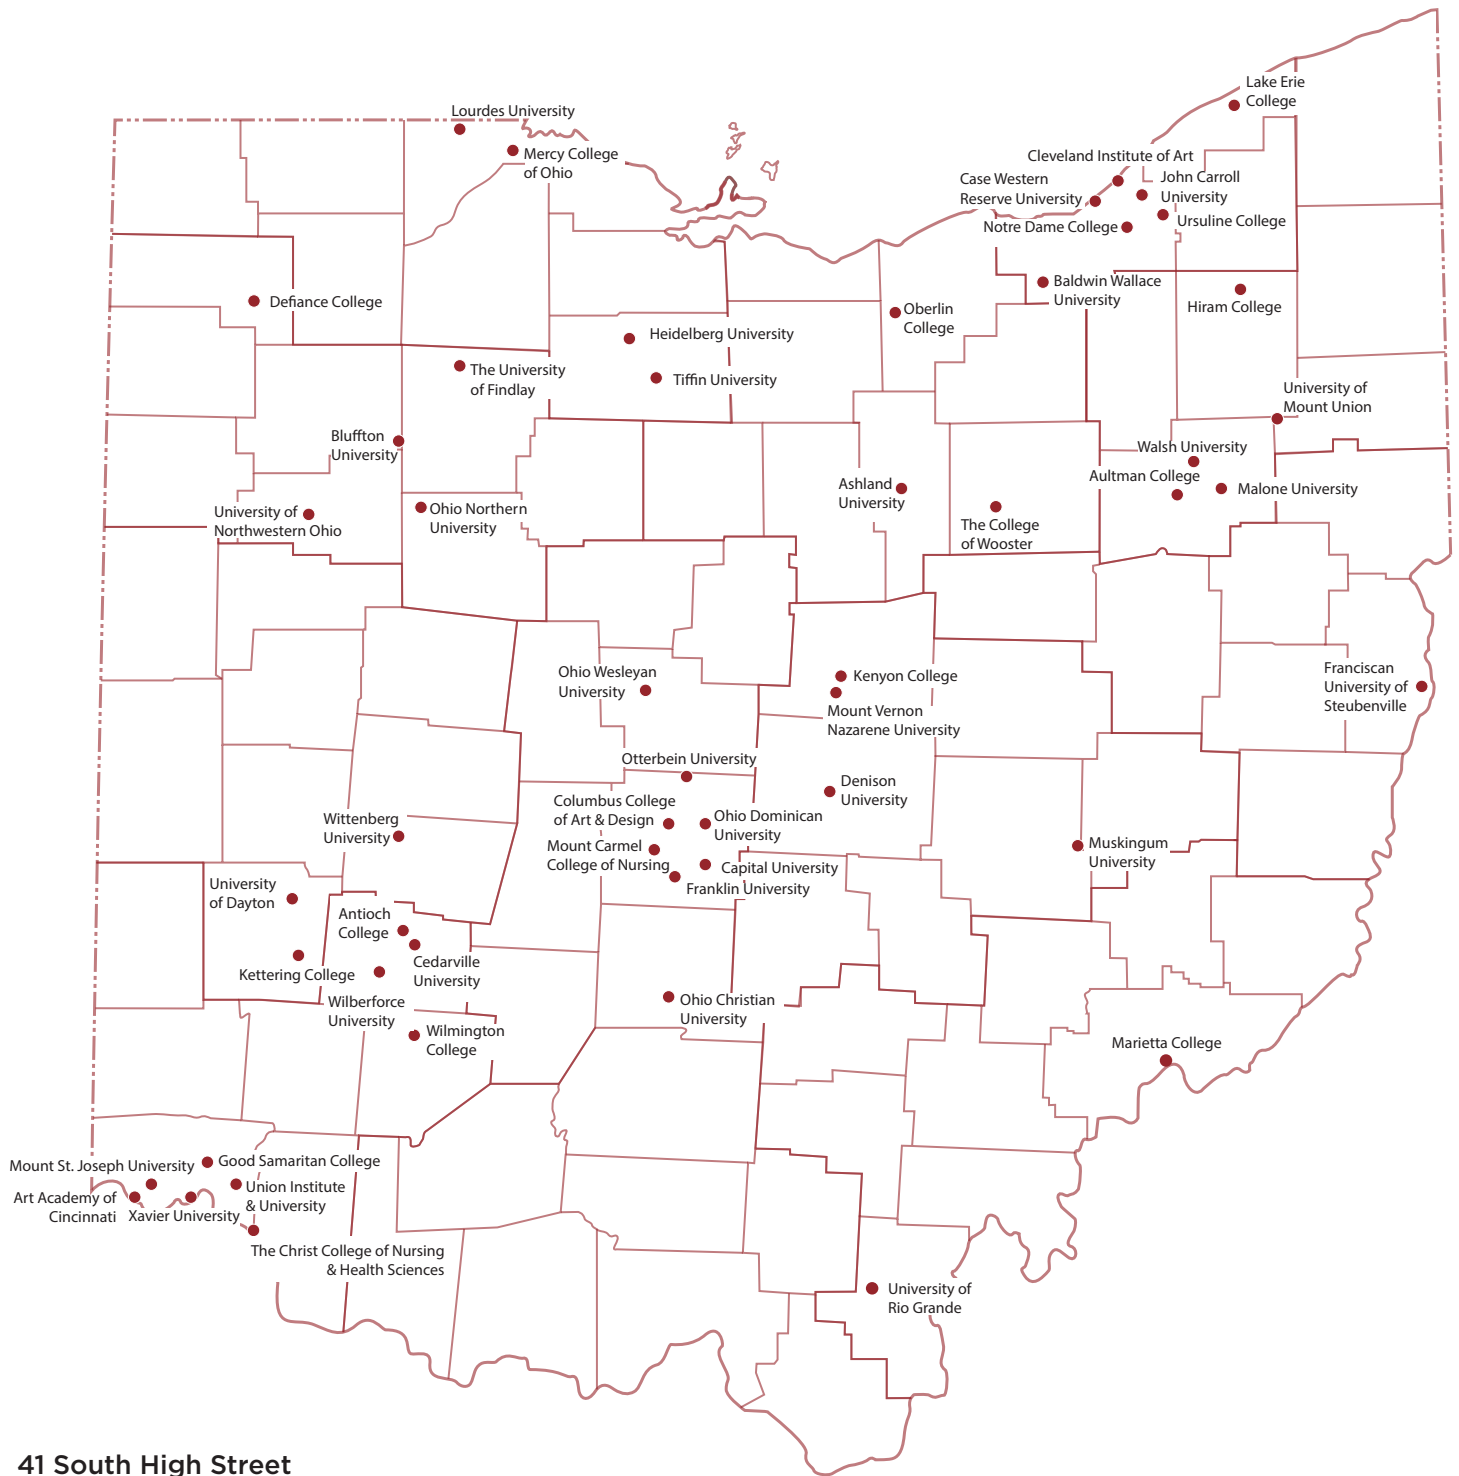 Lake Erie
College
Lourdes University
Mercy College
of Ohio
Cleveland Institute of Art
Case Western
Reserve University
John Carroll
University
Ursuline College
Notre Dame College
Defiance College
Baldwin Wallace
University
Hiram College
Oberlin
College
Heidelberg University
The University
of Findlay
Tiffin University
University of
Mount Union
Bluffton
University
Walsh University
Aultman College
Malone University
Ashland
University
University of
Northwestern Ohio
Ohio Northern
University
The College
of Wooster
Ohio Wesleyan
University
Kenyon College
Mount Vernon
Nazarene University
Franciscan
University of
Steubenville
Otterbein University
Denison
University
Columbus College
of Art & Design
Ohio Dominican
University
Wittenberg
University
Mount Carmel
College of Nursing
Capital University
Franklin University
Muskingum
University
University
of Dayton
Antioch
College
Cedarville
University
Kettering College
Wilberforce
University
Ohio Christian
University
Wilmington
College
Marietta College
Mount St. Joseph University
Good Samaritan College
Art Academy of
Cincinnati
Xavier University
Union Institute
& University
The Christ College of Nursing
& Health Sciences
University of
Rio Grande
41 South High Street